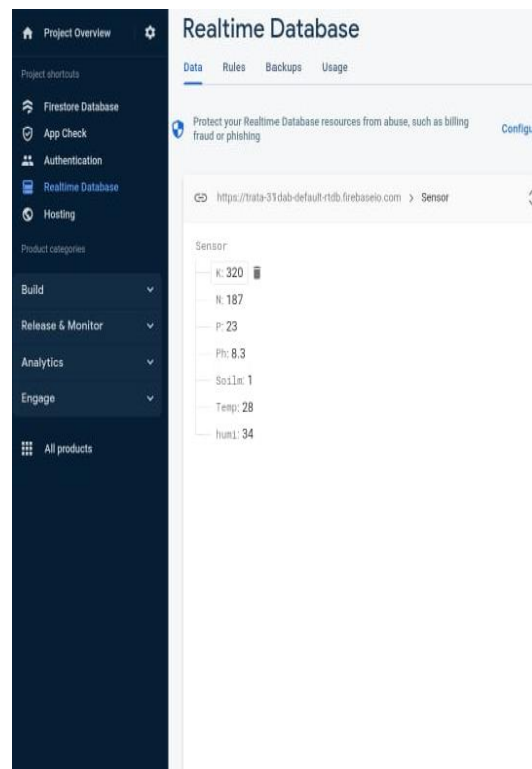 Project Overview
Project shortcuts
Firestore Database
App Check
Authentication
Realtime Database
Hosting
Product categories
Build
Release & Monitor
Analytics
Engage
All products
Realtime Database
Data Rules Backups Usage
Protect your Realtime Database resources from abuse, such as billing
fraud or phishing
Configu
https://trata-31dab-default-rtdb.firebaseio.com > Sensor
Sensor
K: 320
N: 187
P: 23
Ph: 8.3
Soilm: 1
Temp: 28
humi: 34